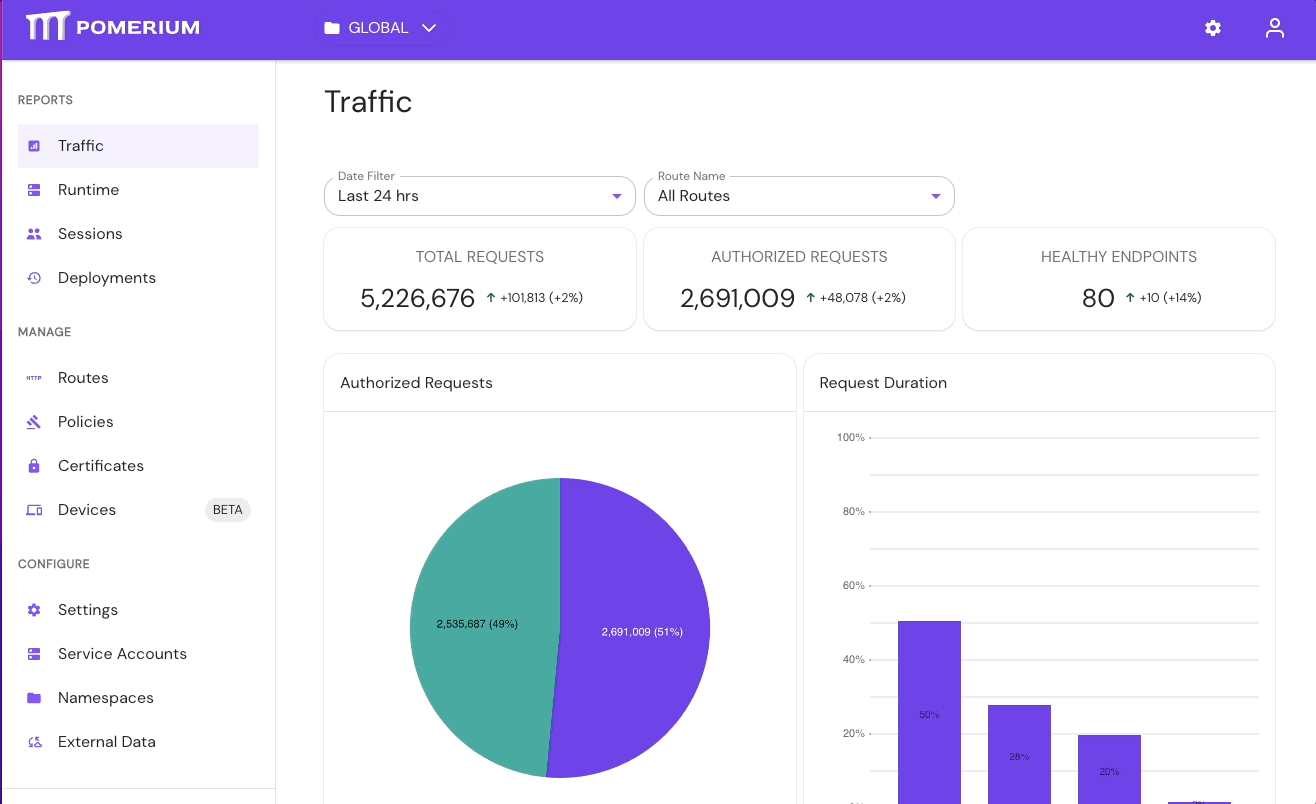 POMERIUM
GLOBAL
REPORTS
Traffic
Runtime
Sessions
Deployments
MANAGE
HTTP
Routes
Policies
Certificates
Devices
BETA
CONFIGURE
Settings
Service Accounts
Namespaces
External Data
Traffic
Date Filter
Last 24 hrs
Route Name
All Routes
TOTAL REQUESTS
5,226,676 +101,813 (+2%)
AUTHORIZED REQUESTS
2,691,009 +48,078 (+2%)
HEALTHY ENDPOINTS
80 +10 (+14%)
Authorized Requests
2,535,687 (49%)
2,691,009 (51%)
Request Duration
100%
80%
60%
40%
20%
50%
28%
20%